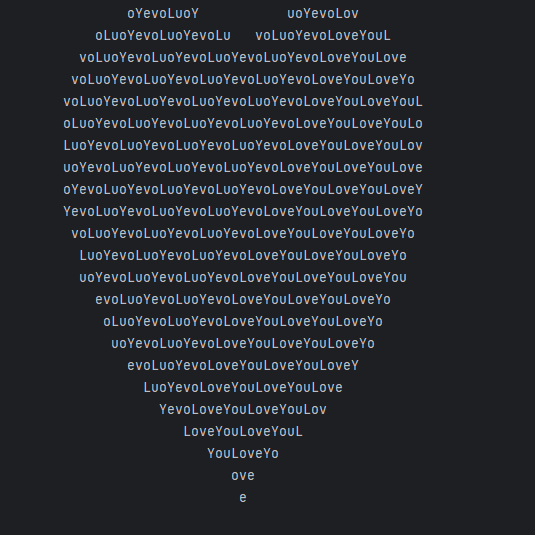 oYevoLuoY           uoYevoLov
oLuoYevoLuoYevoLu   voLuoYevoLoveYouL
voLuoYevoLuoYevoLuoYevoLuoYevoLoveYouLove
voLuoYevoLuoYevoLuoYevoLuoYevoLoveYouLoveYo
voLuoYevoLuoYevoLuoYevoLuoYevoLoveYouLoveYouL
oLuoYevoLuoYevoLuoYevoLuoYevoLoveYouLoveYouLo
LuoYevoLuoYevoLuoYevoLuoYevoLoveYouLoveYouLov
uoYevoLuoYevoLuoYevoLuoYevoLoveYouLoveYouLove
oYevoLuoYevoLuoYevoLuoYevoLoveYouLoveYouLoveY
YevoLuoYevoLuoYevoLuoYevoLoveYouLoveYouLoveYo
voLuoYevoLuoYevoLuoYevoLoveYouLoveYouLoveYo
LuoYevoLuoYevoLuoYevoLoveYouLoveYouLoveYo
uoYevoLuoYevoLuoYevoLoveYouLoveYouLoveYou
evoLuoYevoLuoYevoLoveYouLoveYouLoveYo
oLuoYevoLuoYevoLoveYouLoveYouLoveYo
uoYevoLuoYevoLoveYouLoveYouLoveYo
evoLuoYevoLoveYouLoveYouLoveY
LuoYevoLoveYouLoveYouLove
YevoLoveYouLoveYouLov
LoveYouLoveYouL
YouLoveYo
ove
e